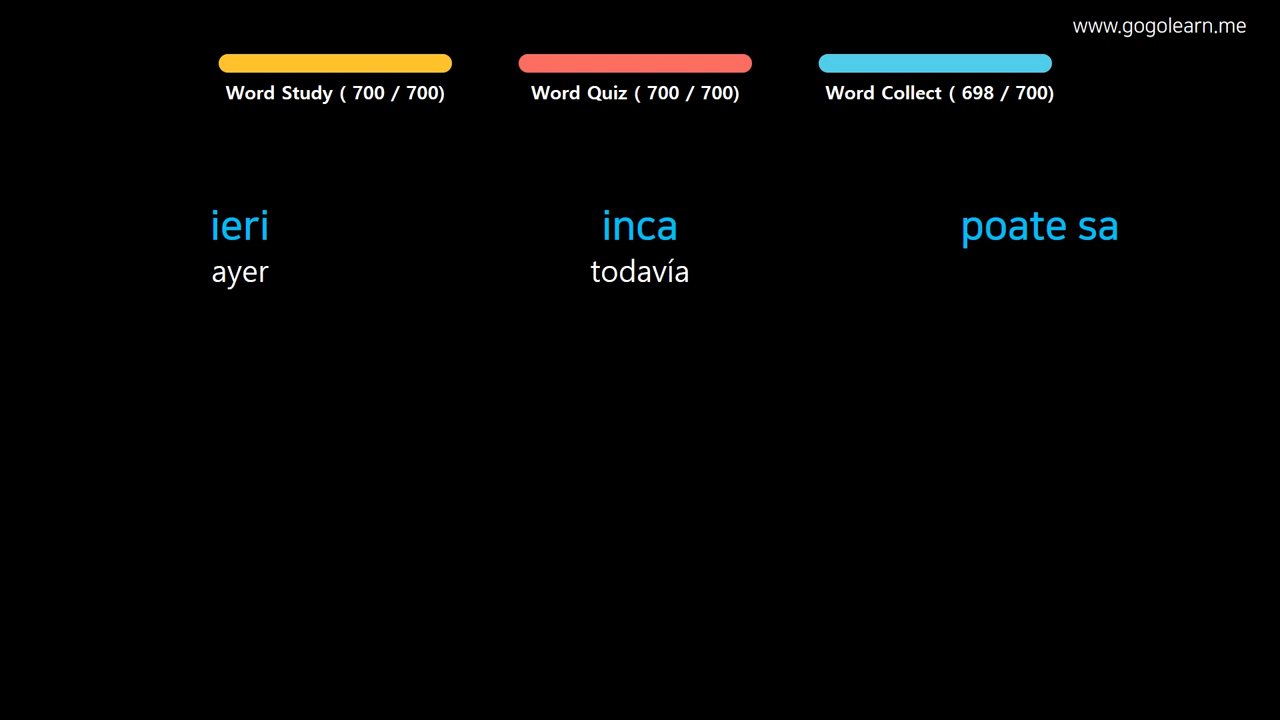 www.gogolearn.me
Word Study ( 700 / 700)
Word Quiz ( 700 / 700)
Word Collect ( 698 / 700)
ieri
ayer
inca
todavía
poate sa